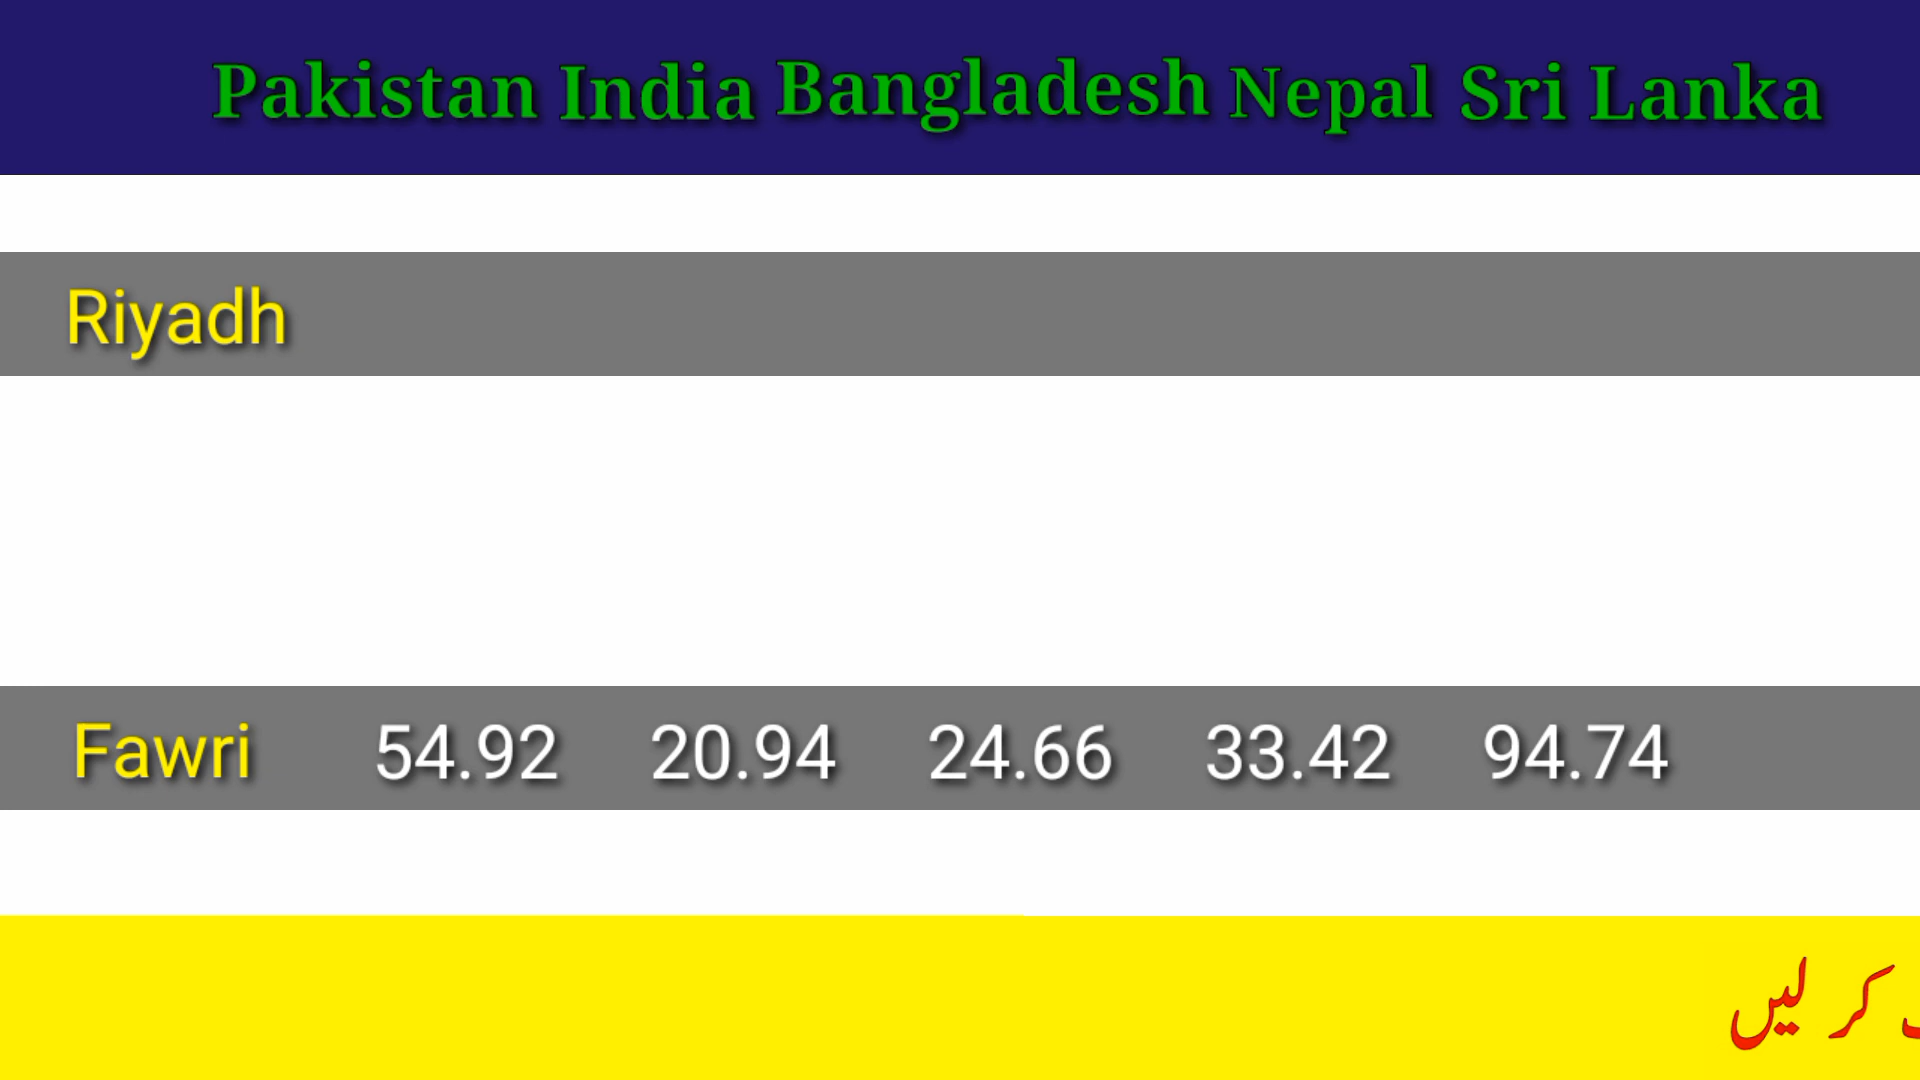 Pakistan India Bangladesh Nepal Sri Lanka
Riyadh
Fawri 54.92 20.94 24.66 33.42 94.74
کر لیں